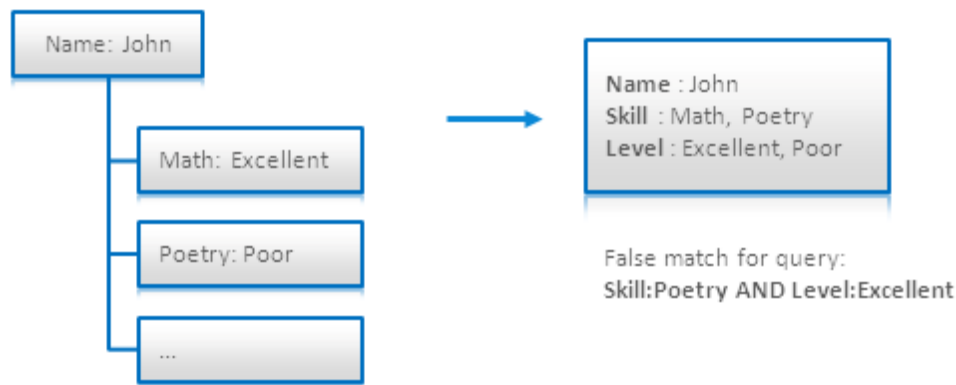 Name: John
Math: Excellent
Poetry: Poor
...
Name : John
Skill : Math, Poetry
Level : Excellent, Poor
False match for query:
Skill:Poetry AND Level:Excellent